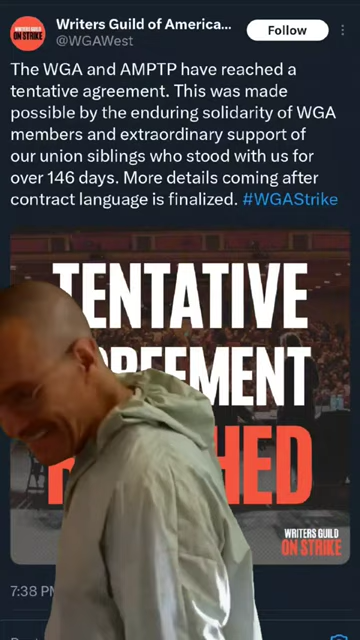 WRITERS GUILD
ON STRIKE
Writers Guild of America...
@WGAWest
Follow
The WGA and AMPTP have reached a
tentative agreement. This was made
possible by the enduring solidarity of WGA
members and extraordinary support of
our union siblings who stood with us for
over 146 days. More details coming after
contract language is finalized. #WGAStrike
TENTATIVE
WRITERS GUILD
ON STRIKE
7:38